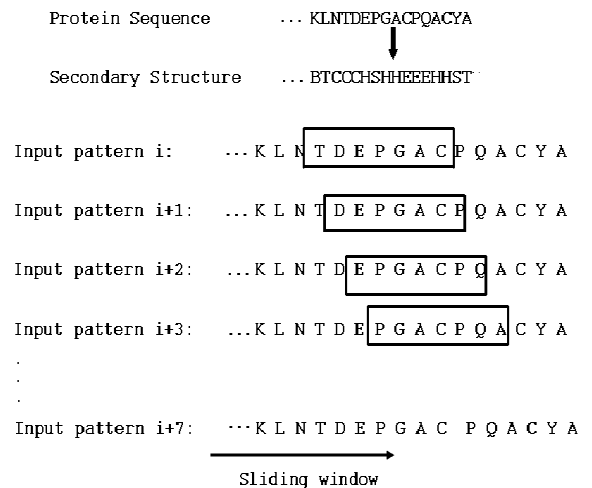 Protein Sequence ... KLNTDEPGACPQACYA
Secondary Structure ... BTCCCHSHHEEEHHST
Input pattern i: ...K L N T D E P G A C P Q A C Y A
Input pattern i+1: ...K L N T D E P G A C P Q A C Y A
Input pattern i+2: ...K L N T D E P G A C P Q A C Y A
Input pattern i+3: ...K L N T D E P G A C P Q A C Y A
.
.
.
Input pattern i+7: ...K L N T D E P G A C P Q A C Y A
Sliding window